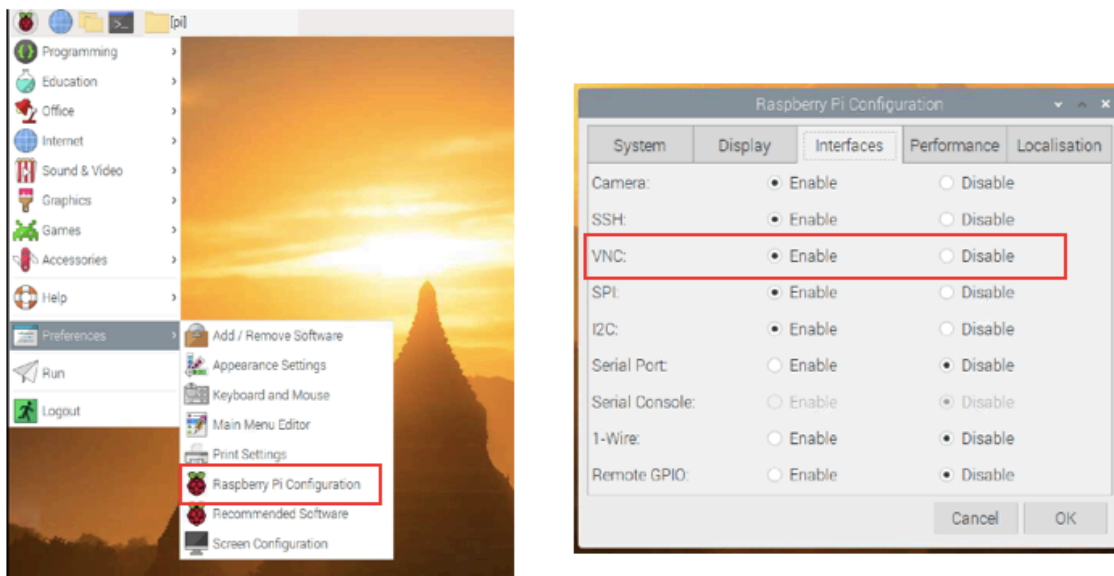 [pi]
Programming
Education
Office
Internet
Sound & Video
Graphics
Games
Accessories
Help
Preferences
Run
Logout
Add / Remove Software
Appearance Settings
Keyboard and Mouse
Main Menu Editor
Print Settings
Raspberry Pi Configuration
Recommended Software
Screen Configuration
Raspberry Pi Configuration
System Display Interfaces Performance Localisation
Camera: Enable Disable
SSH: Enable Disable
VNC: Enable Disable
SPI: Enable Disable
I2C: Enable Disable
Serial Port: Enable Disable
Serial Console: Enable Disable
1-Wire: Enable Disable
Remote GPIO: Enable Disable
Cancel OK